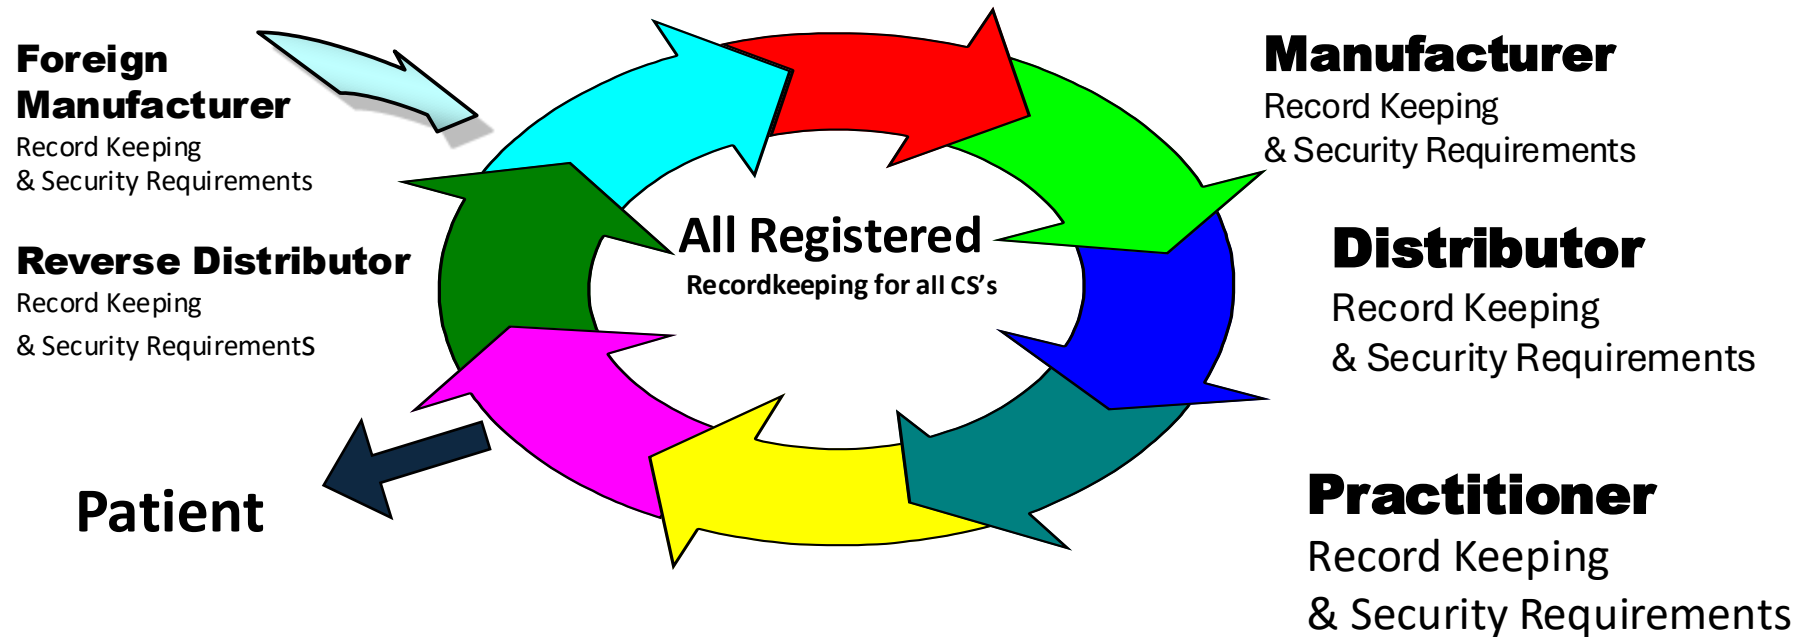 Foreign
Manufacturer
Record Keeping
& Security Requirements
Reverse Distributor
Record Keeping
& Security Requirements
Patient
All Registered
Recordkeeping for all CS’s
Manufacturer
Record Keeping
& Security Requirements
Distributor
Record Keeping
& Security Requirements
Practitioner
Record Keeping
& Security Requirements